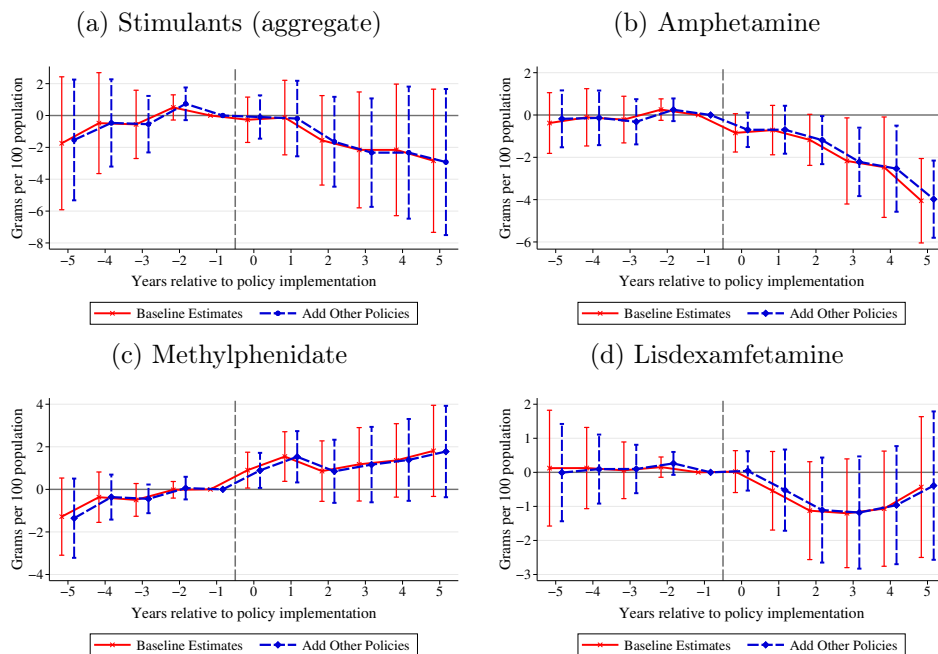 (a) Stimulants (aggregate)
Grams per 100 population
2
0
−2
−4
−6
−8
−5 −4 −3 −2 −1 0 1 2 3 4 5
Years relative to policy implementation
Baseline Estimates Add Other Policies
(b) Amphetamine
Grams per 100 population
2
0
−2
−4
−6
−5 −4 −3 −2 −1 0 1 2 3 4 5
Years relative to policy implementation
Baseline Estimates Add Other Policies
(c) Methylphenidate
Grams per 100 population
4
2
0
−2
−4
−5 −4 −3 −2 −1 0 1 2 3 4 5
Years relative to policy implementation
Baseline Estimates Add Other Policies
(d) Lisdexamfetamine
Grams per 100 population
2
1
0
−1
−2
−3
−5 −4 −3 −2 −1 0 1 2 3 4 5
Years relative to policy implementation
Baseline Estimates Add Other Policies